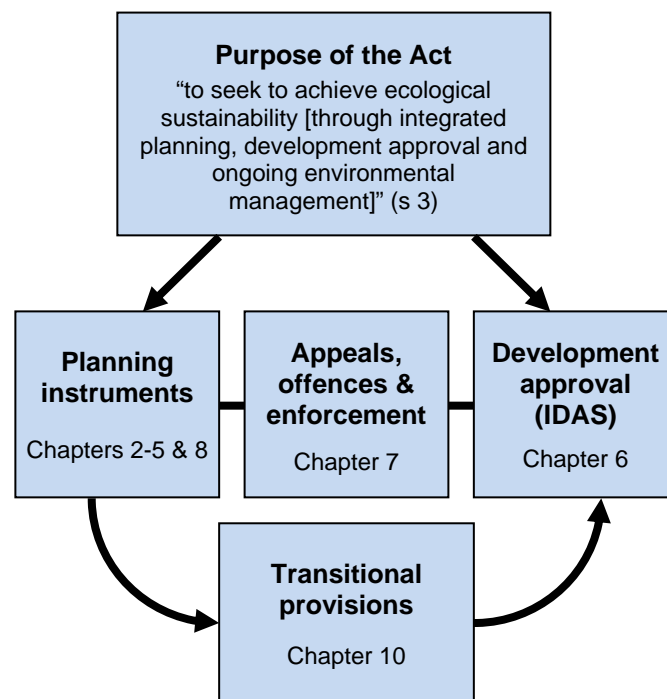 Purpose of the Act
“to seek to achieve ecological
sustainability [through integrated
planning, development approval and
ongoing environmental
management]” (s 3)
Planning
instruments
Chapters 2-5 & 8
Appeals,
offences &
enforcement
Chapter 7
Development
approval
(IDAS)
Chapter 6
Transitional
provisions
Chapter 10